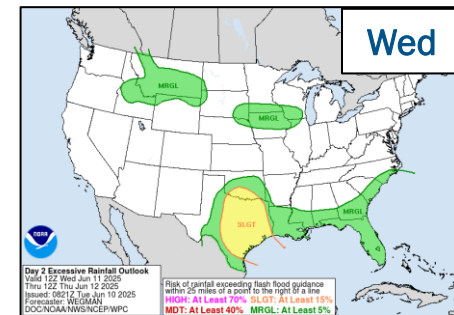 Wed
MRGL
MRGL
SLGT
MRGL
NOAA
Day 2 Excessive Rainfall Outlook
Valid 12Z Wed Jun 11 2025
Thru 12Z Thu Jun 12 2025
Issued: 0821Z Tue Jun 10 2025
Forecaster: WEGMAN
DOC/NOAA/NWS/NCEP/WPC
Risk of rainfall exceeding flash flood guidance
within 25 miles of a point to the right of a line
HIGH: At Least 70% SLGT: At Least 15%
MDT: At Least 40% MRGL: At Least 5%